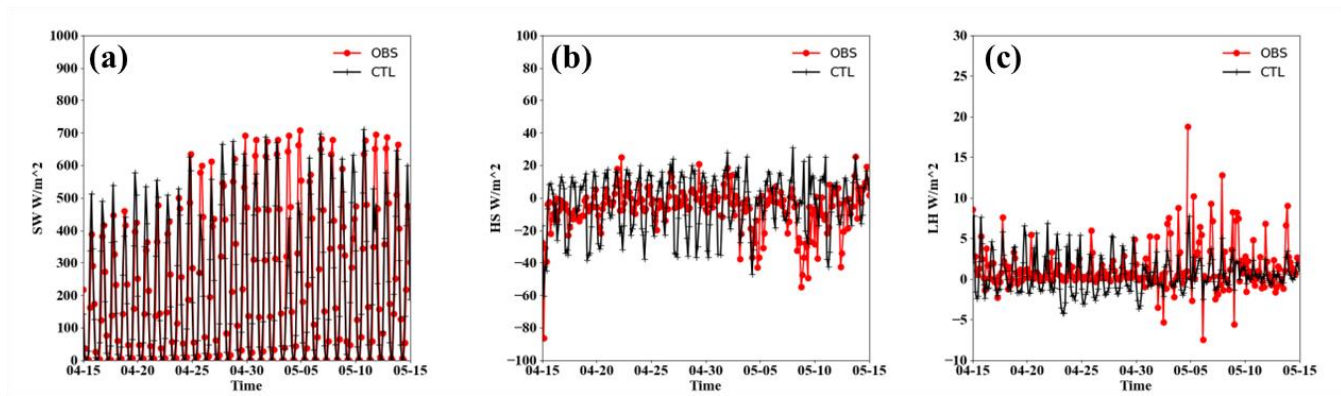 (a)
OBS
CTL
1000
900
800
700
600
500
400
300
200
100
0
SW W/m^2
04-15 04-20 04-25 04-30 05-05 05-10 05-15
Time
(b)
OBS
CTL
100
80
60
40
20
0
−20
−40
−60
−80
−100
HS W/m^2
04-15 04-20 04-25 04-30 05-05 05-10 05-15
Time
(c)
OBS
CTL
30
25
20
15
10
5
0
−5
−10
LH W/m^2
04-15 04-20 04-25 04-30 05-05 05-10 05-15
Time